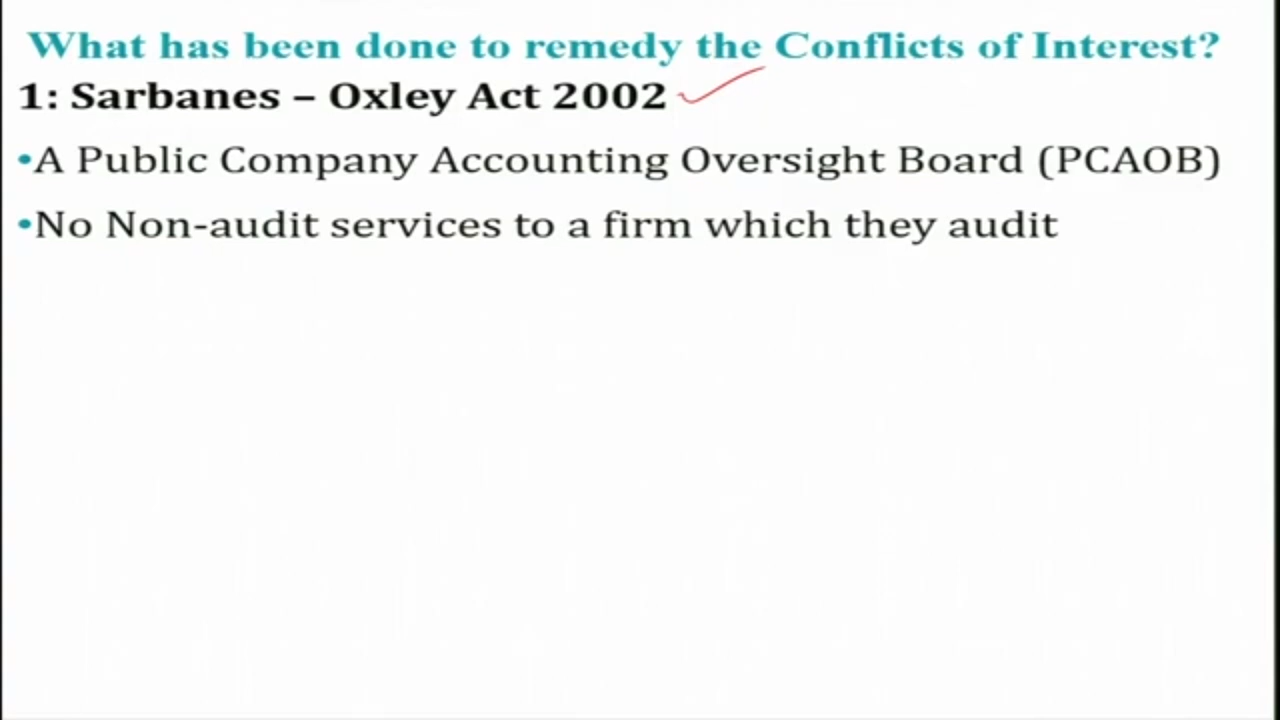 What has been done to remedy the Conflicts of Interest?
1: Sarbanes – Oxley Act 2002
•A Public Company Accounting Oversight Board (PCAOB)
•No Non-audit services to a firm which they audit